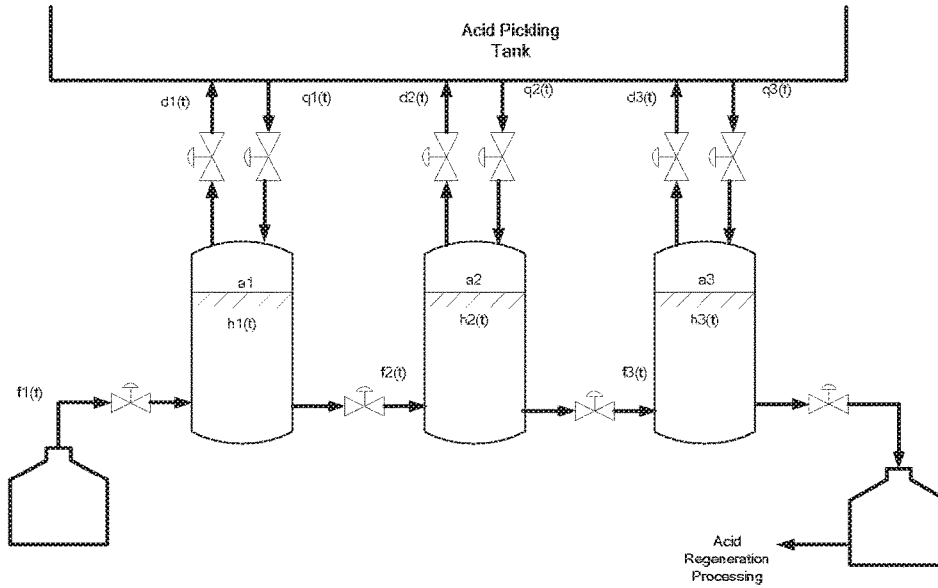 Acid Pickling
Tank
d1(t)
q1(t)
d2(t)
q2(t)
d3(t)
q3(t)
a1
a2
a3
h1(t)
h2(t)
h3(t)
f1(t)
f2(t)
f3(t)
Acid
Regeneration
Processing